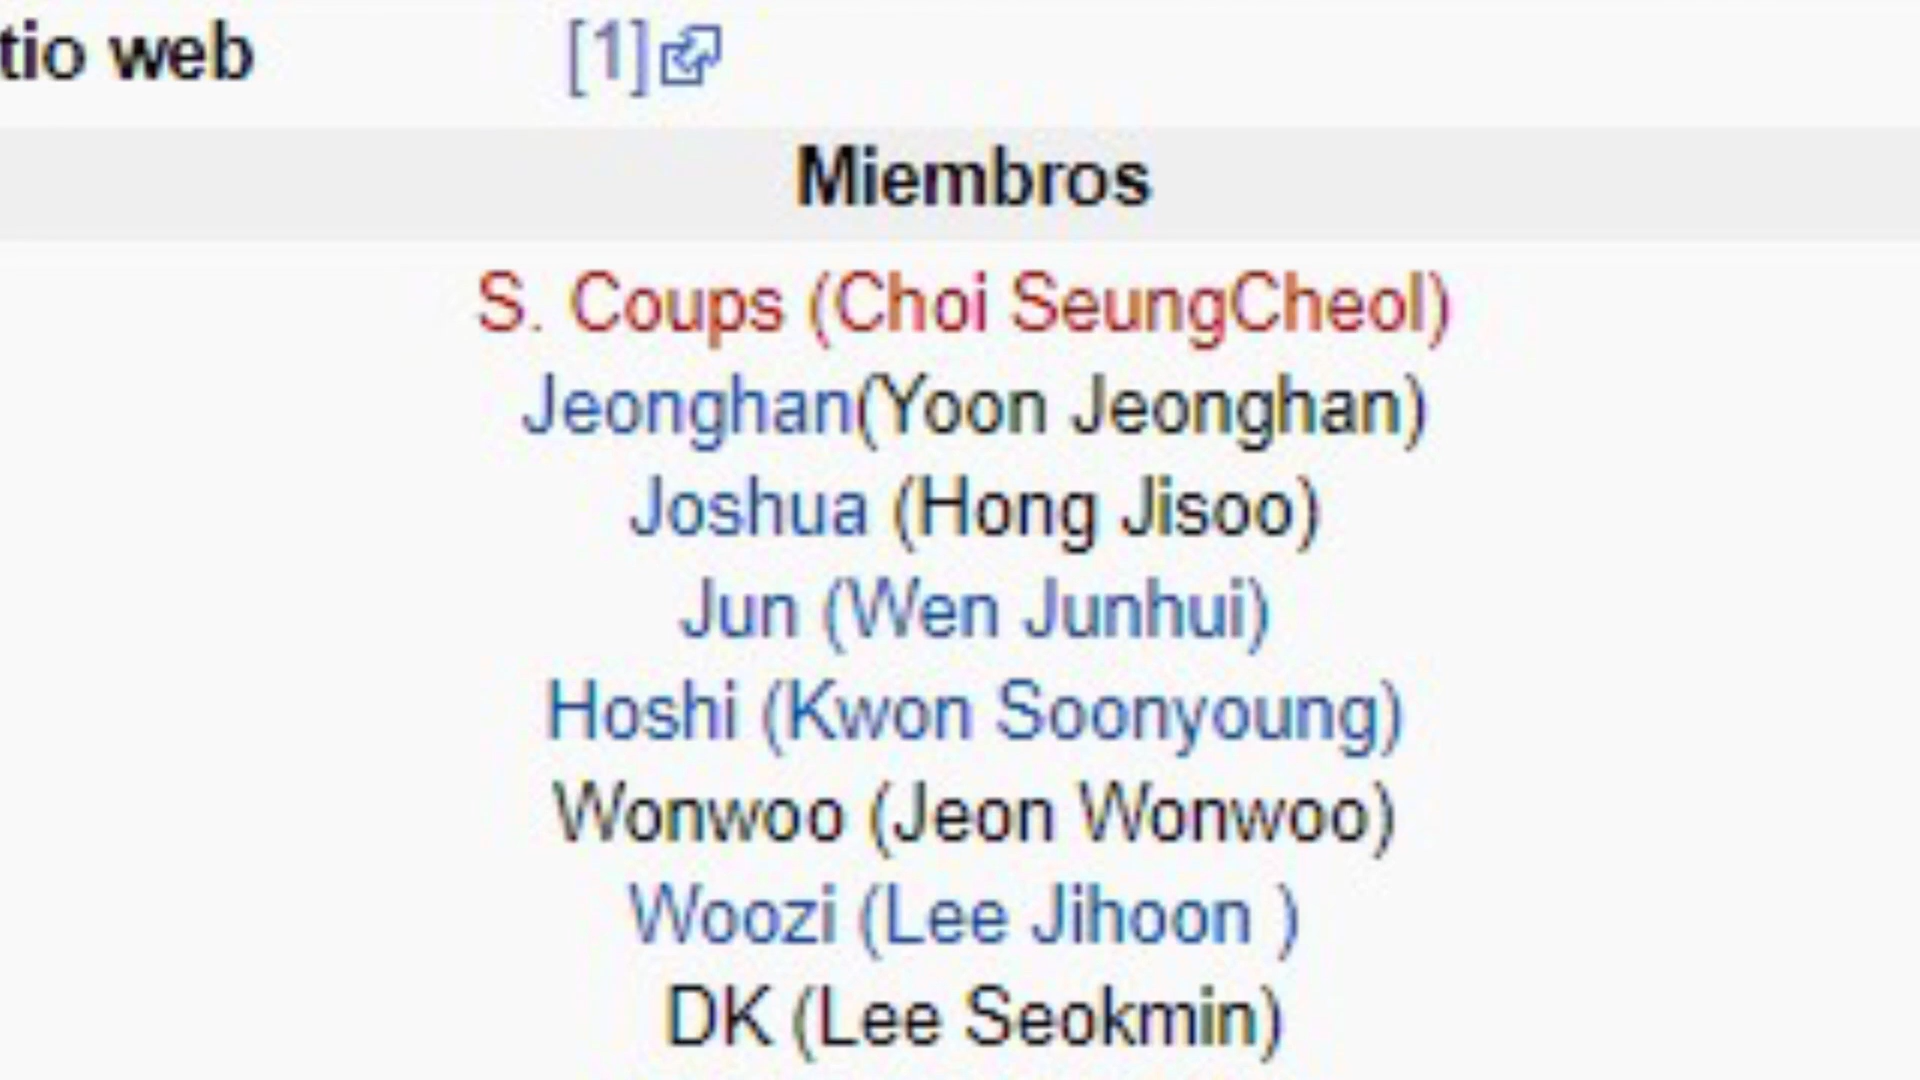 tio web [1]
Miembros
S. Coups (Choi SeungCheol)
Jeonghan(Yoon Jeonghan)
Joshua (Hong Jisoo)
Jun (Wen Junhui)
Hoshi (Kwon Soonyoung)
Wonwoo (Jeon Wonwoo)
Woozi (Lee Jihoon )
DK (Lee Seokmin)